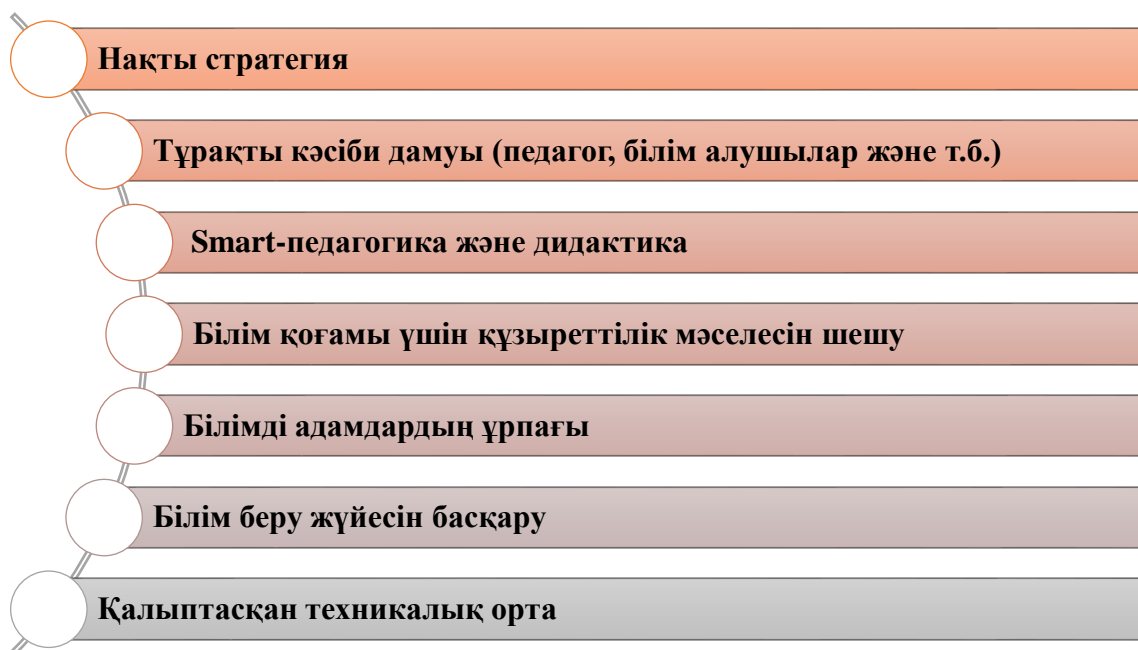 Нақты стратегия
Тұрақты кәсіби дамуы (педагог, білім алушылар және т.б.)
Smart-педагогика және дидактика
Білім қоғамы үшін құзыреттілік мәселесін шешу
Білімді адамдардың ұрпағы
Білім беру жүйесін басқару
Қалыптасқан техникалық орта